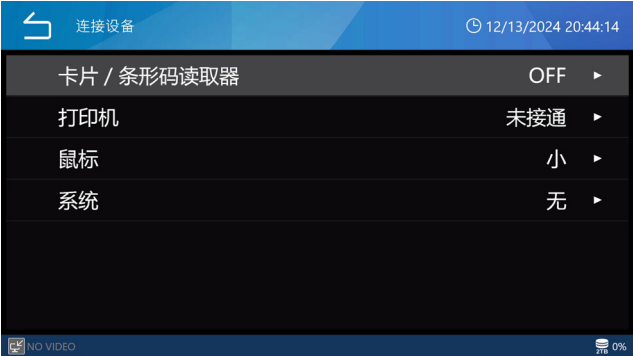 连接设备 12/13/2024 20:44:14
卡片 / 条形码读取器 OFF ►
打印机 未接通 ►
鼠标 小 ►
系统 无 ►
NO VIDEO 2TB 0%